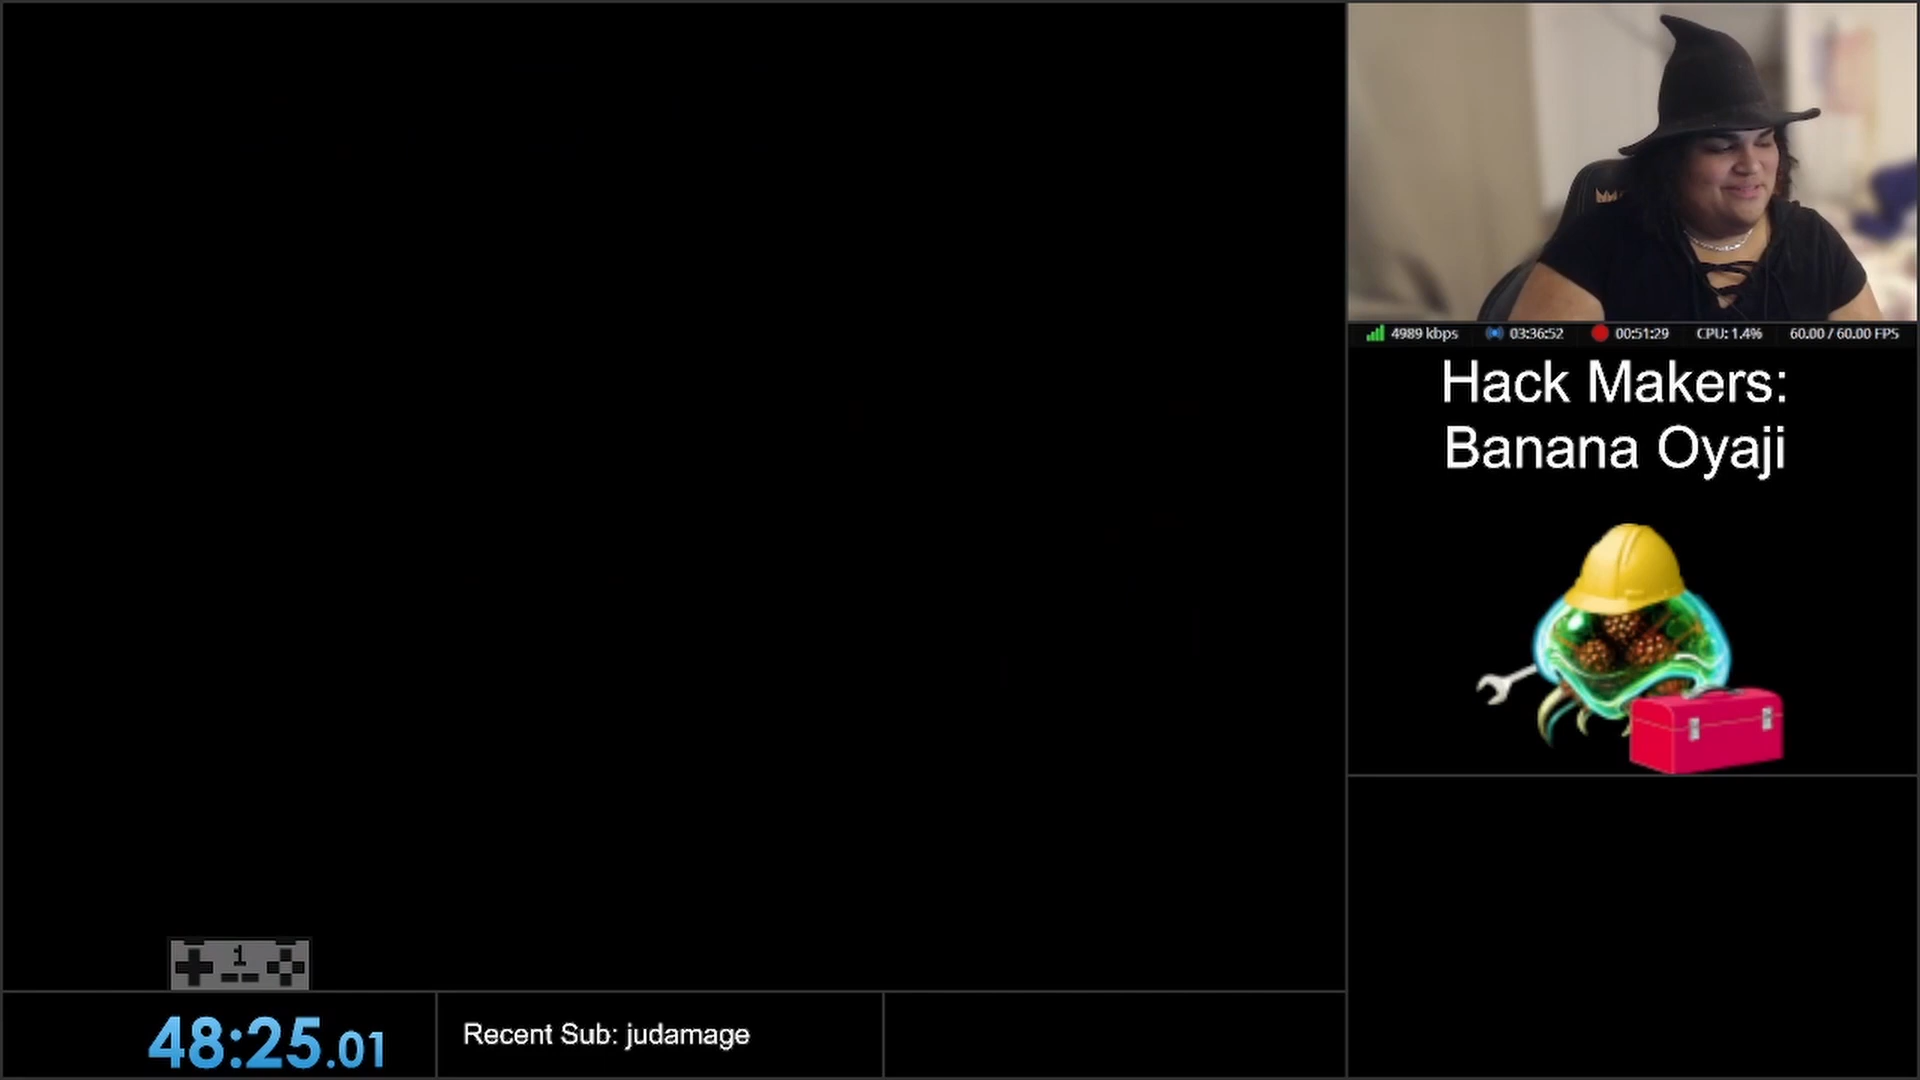 4989 kbps 03:36:52 00:51:29 CPU: 1.4% 60.00 / 60.00 FPS
Hack Makers:
Banana Oyaji
1
48:25.01
Recent Sub: judamage